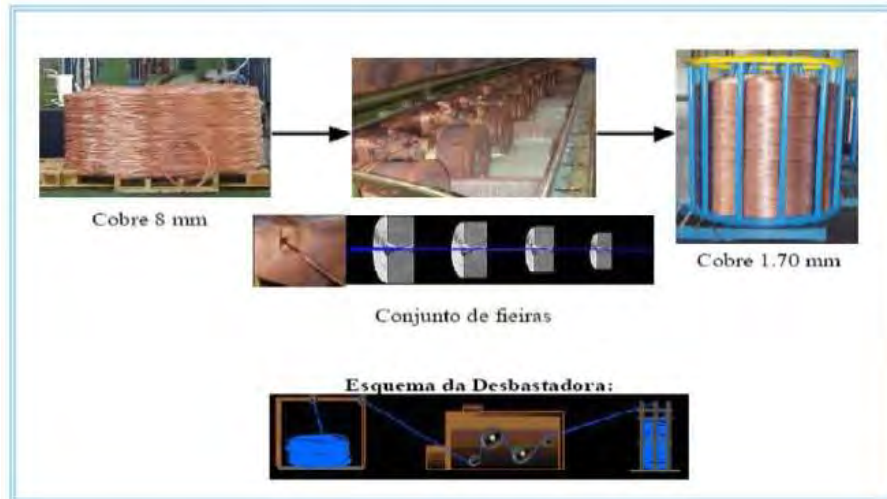 Cobre 8 mm
Cobre 1.70 mm
Conjunto de fieiras
Esquema da Desbastadora: